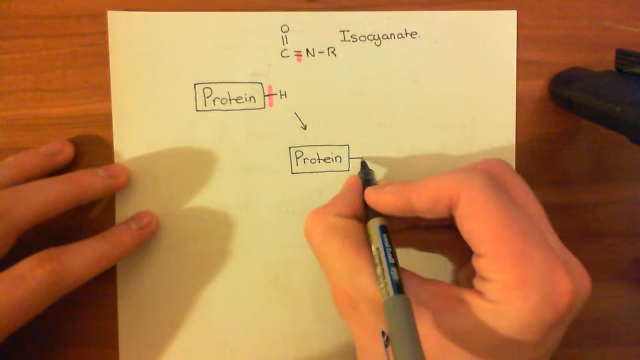 O
||
C=N-R Isocyanate.
Protein -H
Protein